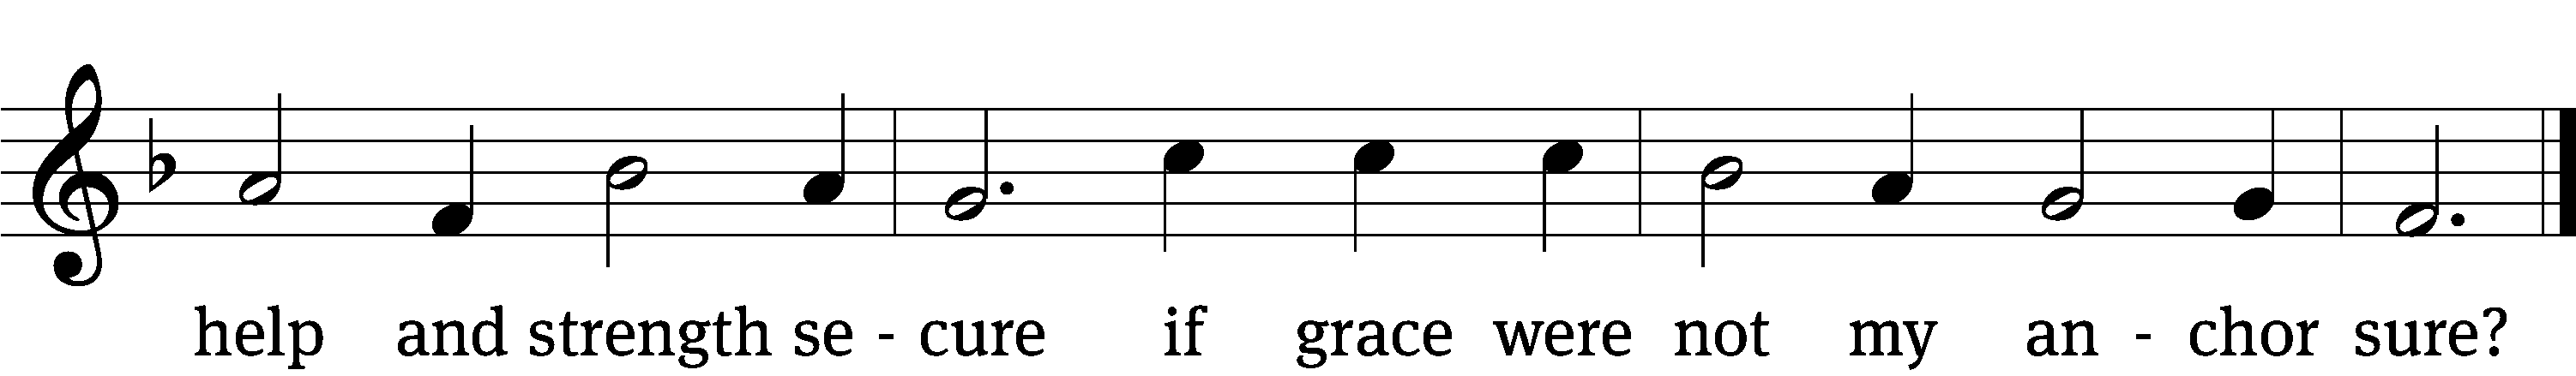 help and strength se - cure if grace were not my an - chor sure?